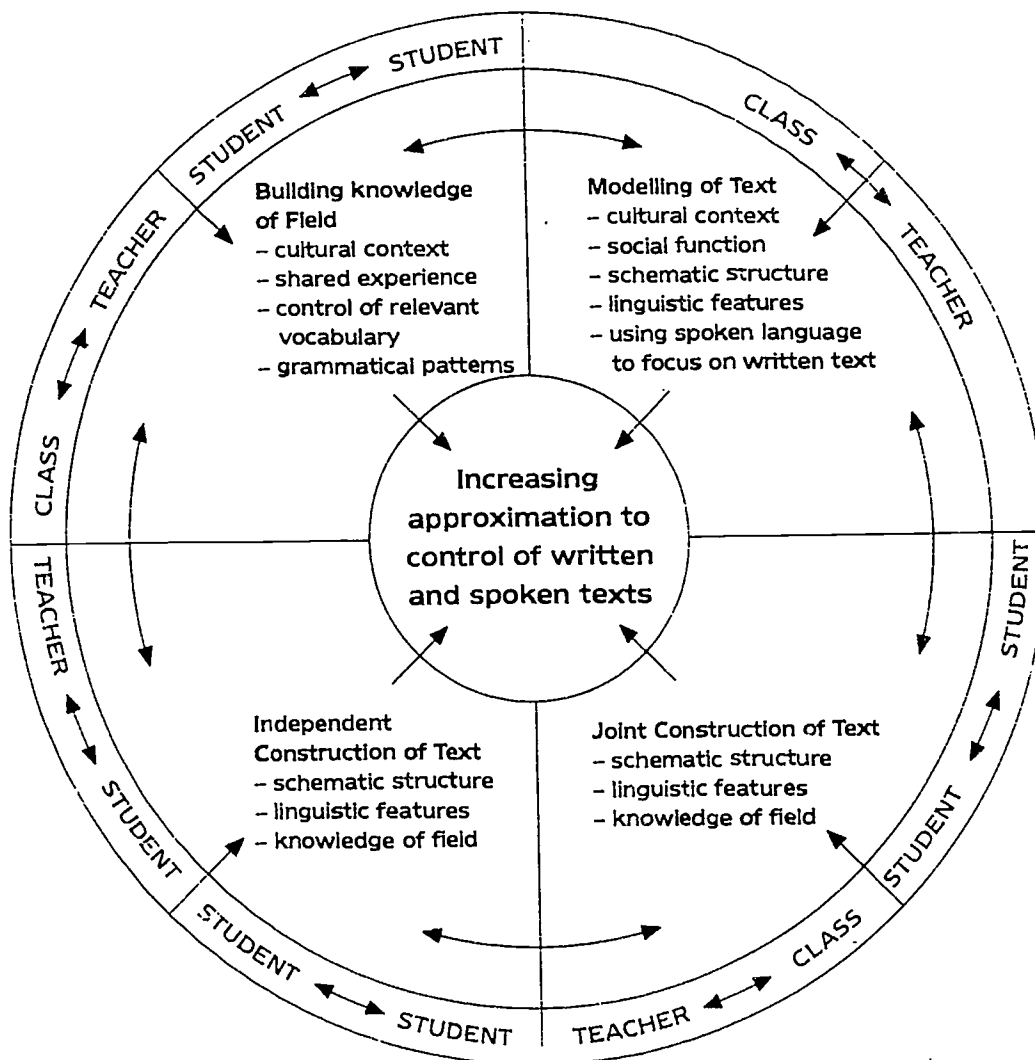 STUDENT
STUDENT
CLASS
TEACHER
TEACHER
CLASS
Building knowledge
of Field
– cultural context
– shared experience
– control of relevant
vocabulary
– grammatical patterns
Modelling of Text
– cultural context
– social function
– schematic structure
– linguistic features
– using spoken language
to focus on written text
Increasing
approximation to
control of written
and spoken texts
TEACHER
STUDENT
STUDENT
STUDENT
Independent
Construction of Text
– schematic structure
– linguistic features
– knowledge of field
Joint Construction of Text
– schematic structure
– linguistic features
– knowledge of field
STUDENT
STUDENT
TEACHER
CLASS